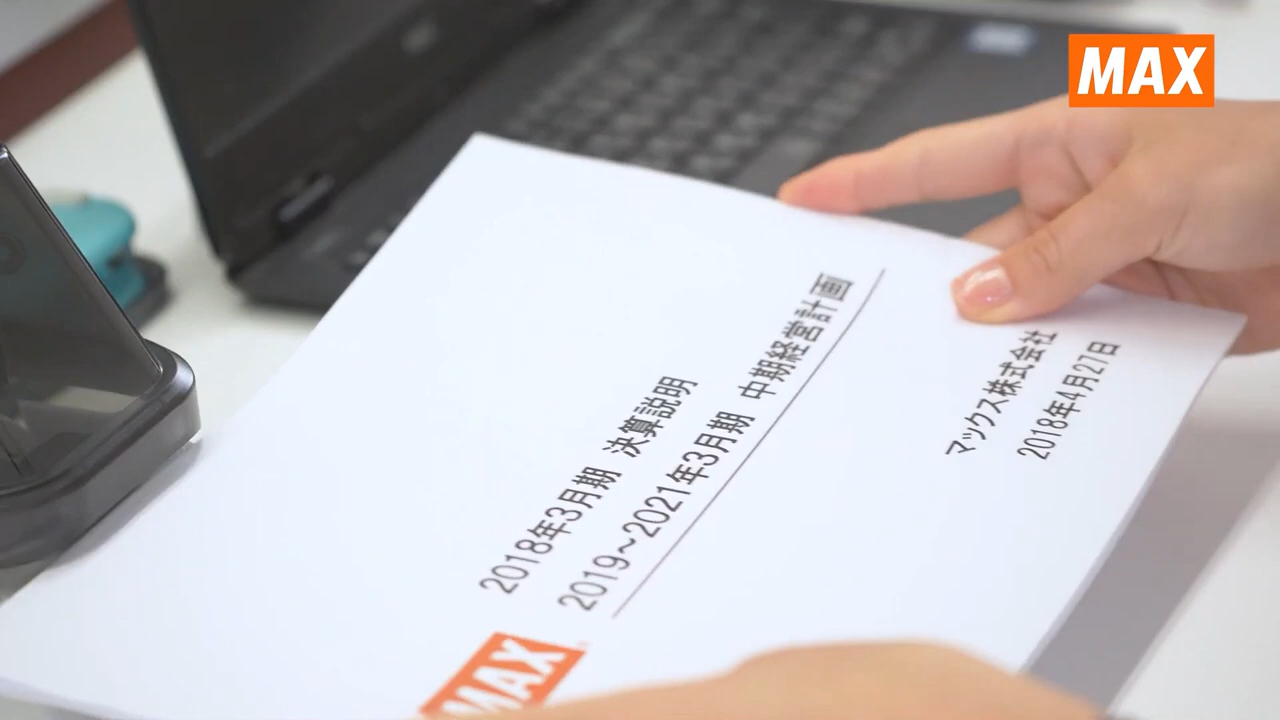 MAX
2018年3月期 決算説明
2019～2021年3月期 中期経営計画
マックス株式会社
2018年4月27日
MAX